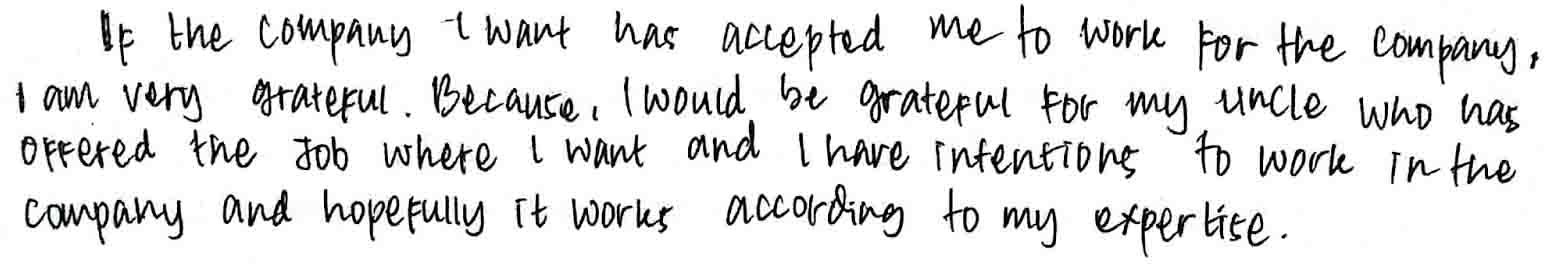 If the company I want has accepted me to work for the company,
I am very grateful. Because, I would be grateful for my uncle who has
offered the Job where I want and I have intentions to work in the
company and hopefully it works according to my expertise.